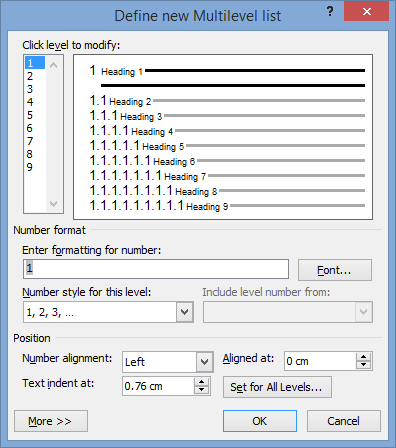 Define new Multilevel list
?
Click level to modify:
1
2
3
4
5
6
7
8
9
1 Heading 1
1.1 Heading 2
1.1.1 Heading 3
1.1.1.1 Heading 4
1.1.1.1.1 Heading 5
1.1.1.1.1.1 Heading 6
1.1.1.1.1.1.1 Heading 7
1.1.1.1.1.1.1.1 Heading 8
1.1.1.1.1.1.1.1.1 Heading 9
Number format
Enter formatting for number:
1
Font...
Number style for this level:
Include level number from:
1, 2, 3, ...
Position
Number alignment: Left
Aligned at: 0 cm
Text indent at: 0.76 cm
Set for All Levels...
More >>
OK
Cancel